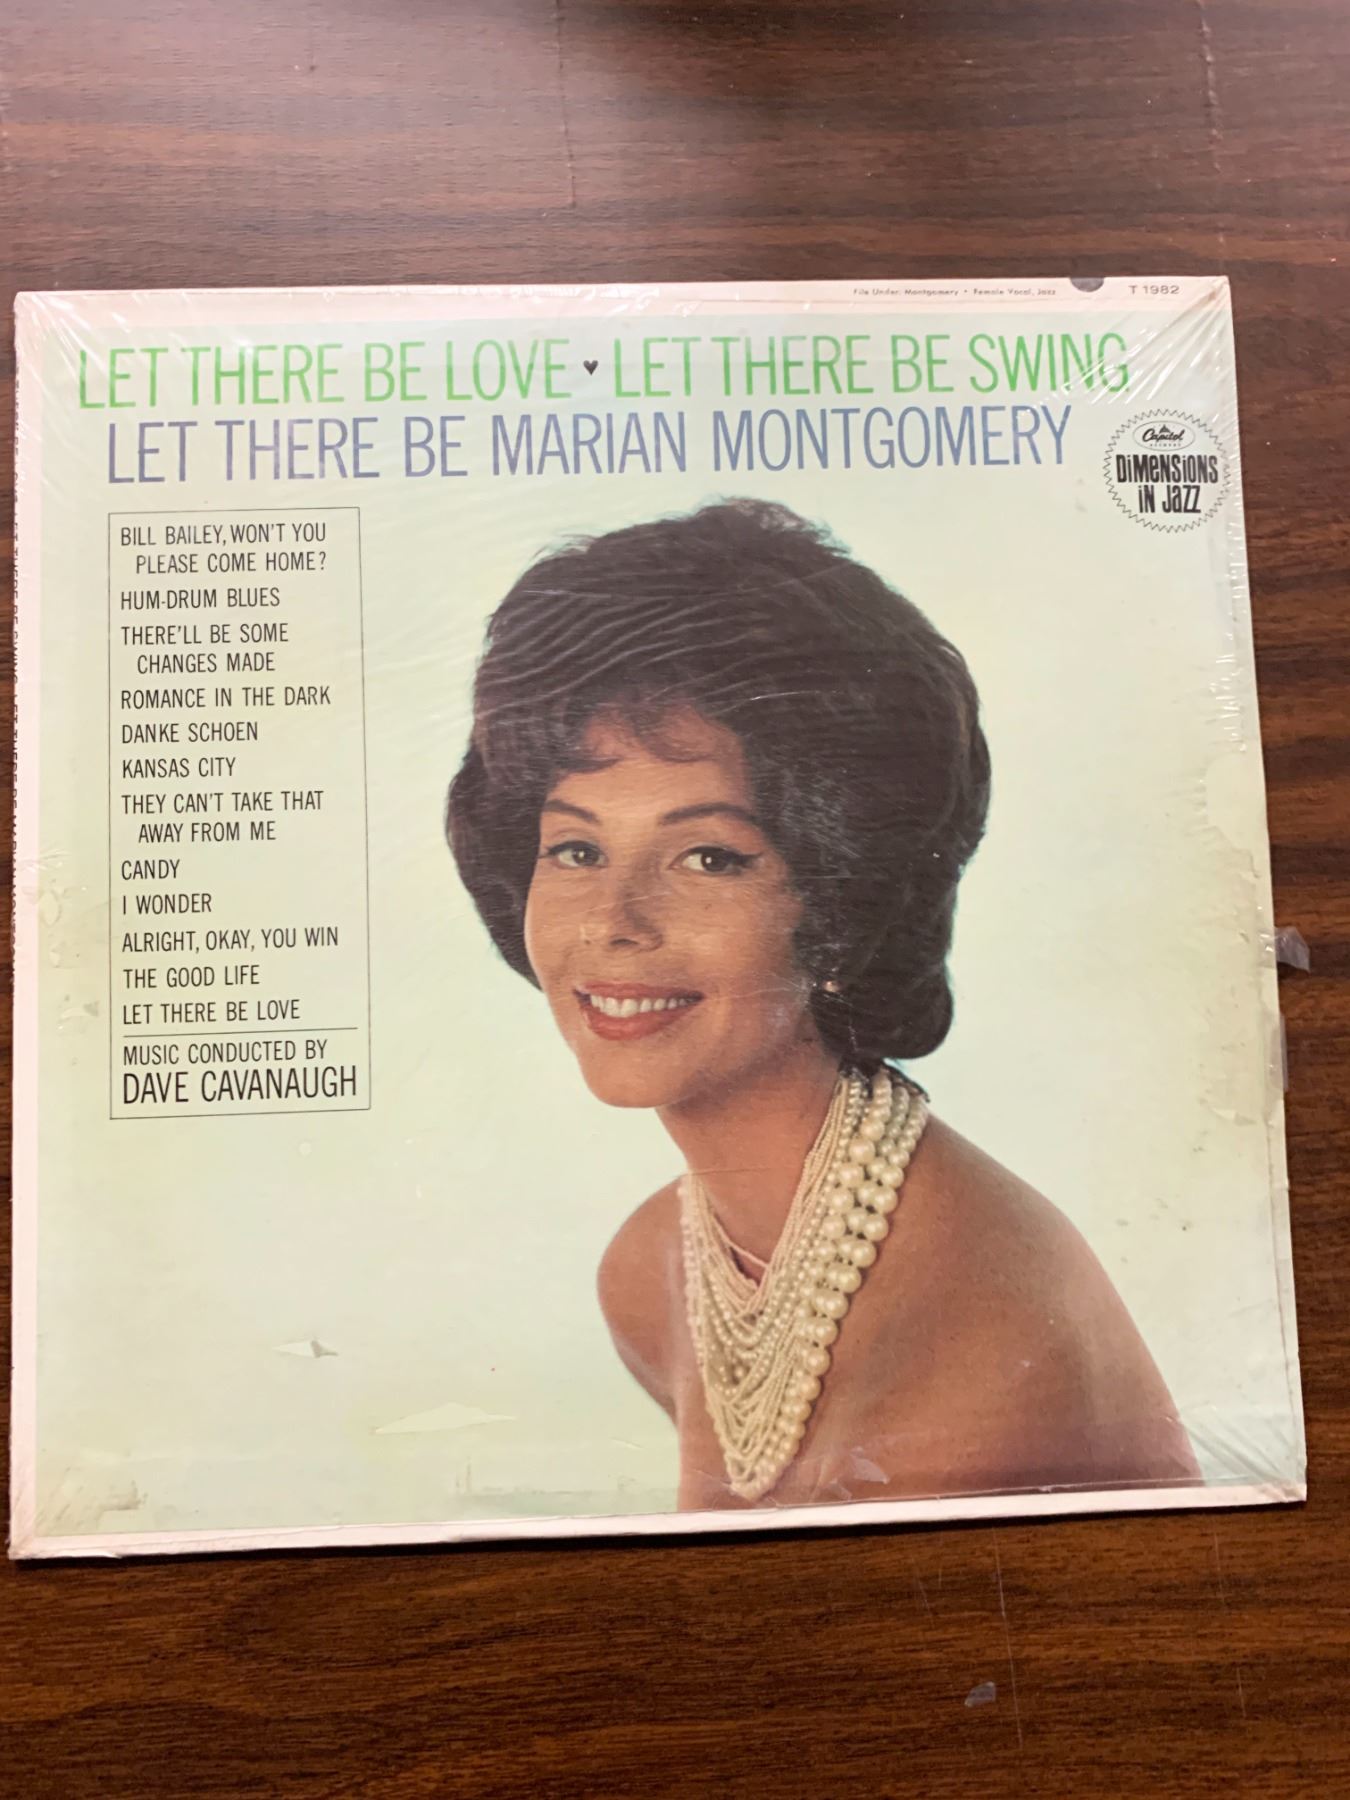 File Under: Montgomery • Female Vocal, Jazz
T 1982
LET THERE BE LOVE ♥ LET THERE BE SWING
LET THERE BE MARIAN MONTGOMERY
Capitol
RECORDS
DiMENSiONS
iN JaZZ
BILL BAILEY, WON'T YOU
PLEASE COME HOME?
HUM-DRUM BLUES
THERE'LL BE SOME
CHANGES MADE
ROMANCE IN THE DARK
DANKE SCHOEN
KANSAS CITY
THEY CAN'T TAKE THAT
AWAY FROM ME
CANDY
I WONDER
ALRIGHT, OKAY, YOU WIN
THE GOOD LIFE
LET THERE BE LOVE
MUSIC CONDUCTED BY
DAVE CAVANAUGH